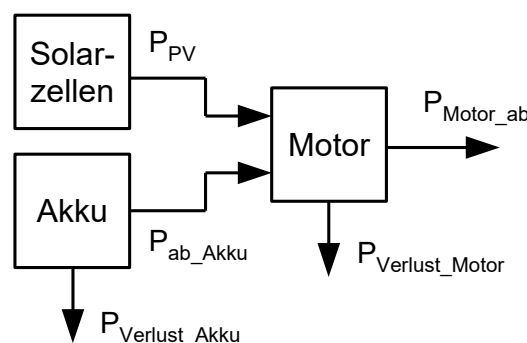 Solar-
zellen
P_PV
Motor
P_Motor_ab
Akku
P_ab_Akku
P_Verlust_Motor
P_Verlust_Akku